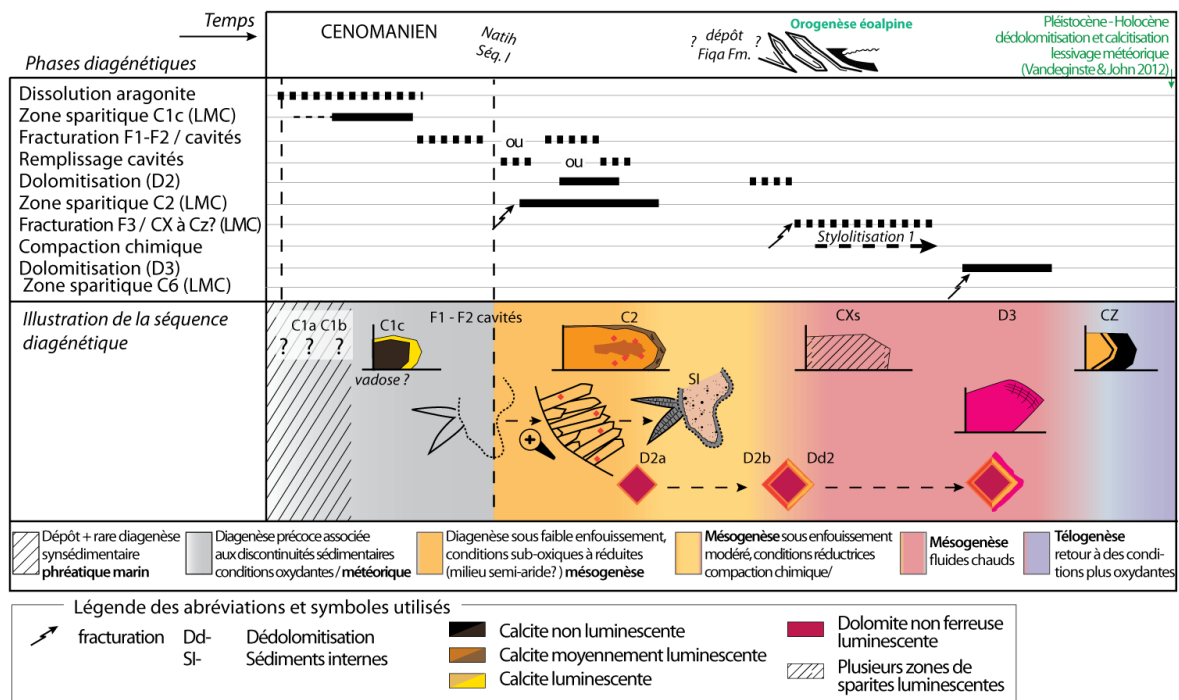 Temps
CENOMANIEN
Natih
Séq. I
? dépôt ?
Fiqa Fm.
Orogenèse éoalpine
Pléistocène - Holocène
dédolomitisation et calcitisation
lessivage météorique
(Vandeginste & John 2012)
Phases diagénétiques
Dissolution aragonite
Zone sparitique C1c (LMC)
Fracturation F1-F2 / cavités
ou
Remplissage cavités
ou
Dolomitisation (D2)
Zone sparitique C2 (LMC)
Fracturation F3 / CX à Cz? (LMC)
Stylolitisation 1
Compaction chimique
Dolomitisation (D3)
Zone sparitique C6 (LMC)
Illustration de la séquence
diagénétique
C1a C1b
? ? ?
C1c
vadose ?
F1 - F2 cavités
C2
SI
CXs
D3
CZ
D2a
D2b
Dd2
Dépôt + rare diagenèse
synsédimentaire
phréatique marin
Diagenèse précoce associée
aux discontinuités sédimentaires
conditions oxydantes / météorique
Diagenèse sous faible enfouissement,
conditions sub-oxiques à réduites
(milieu semi-aride?) mésogenèse
Mésogenèse sous enfouissement
modéré, conditions réductrices
compaction chimique/
Mésogenèse
fluides chauds
Télogenèse
retour à des condi-
tions plus oxydantes
Légende des abréviations et symboles utilisés
fracturation
Dd- Dédolomitisation
SI- Sédiments internes
Calcite non luminescente
Calcite moyennement luminescente
Calcite luminescente
Dolomite non ferreuse
luminescente
Plusieurs zones de
sparites luminescentes